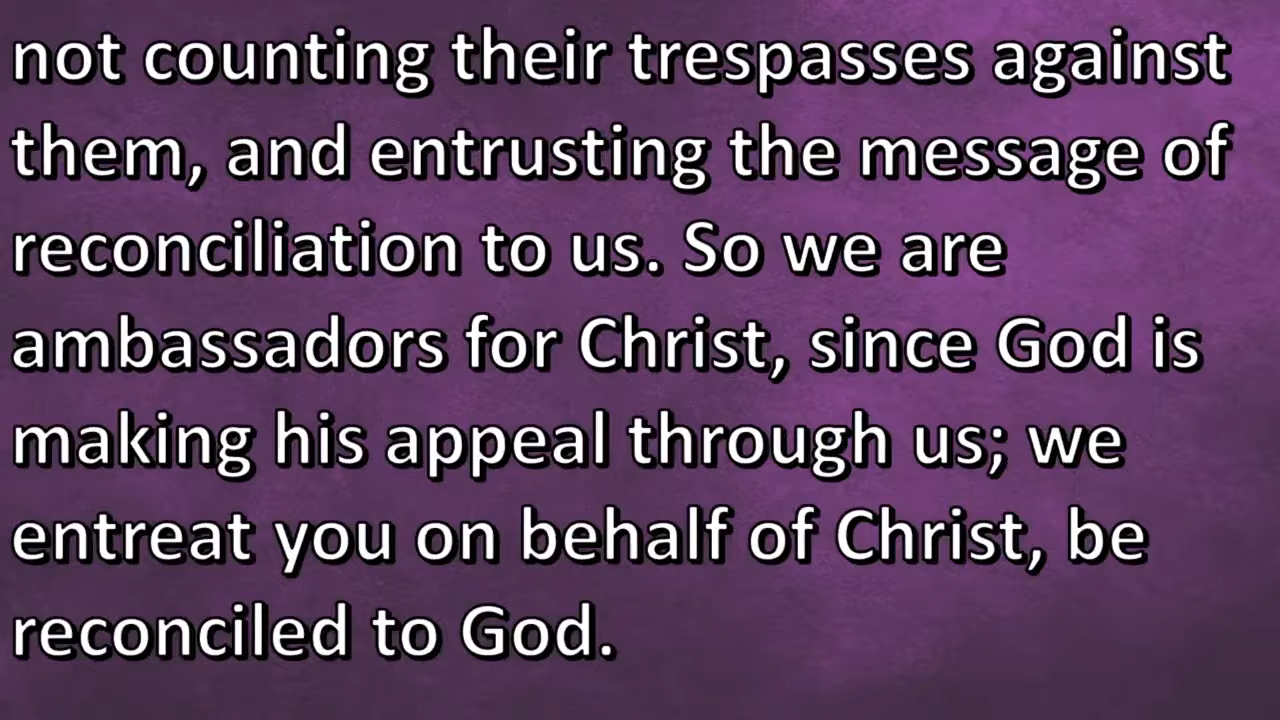 not counting their trespasses against
them, and entrusting the message of
reconciliation to us. So we are
ambassadors for Christ, since God is
making his appeal through us; we
entreat you on behalf of Christ, be
reconciled to God.